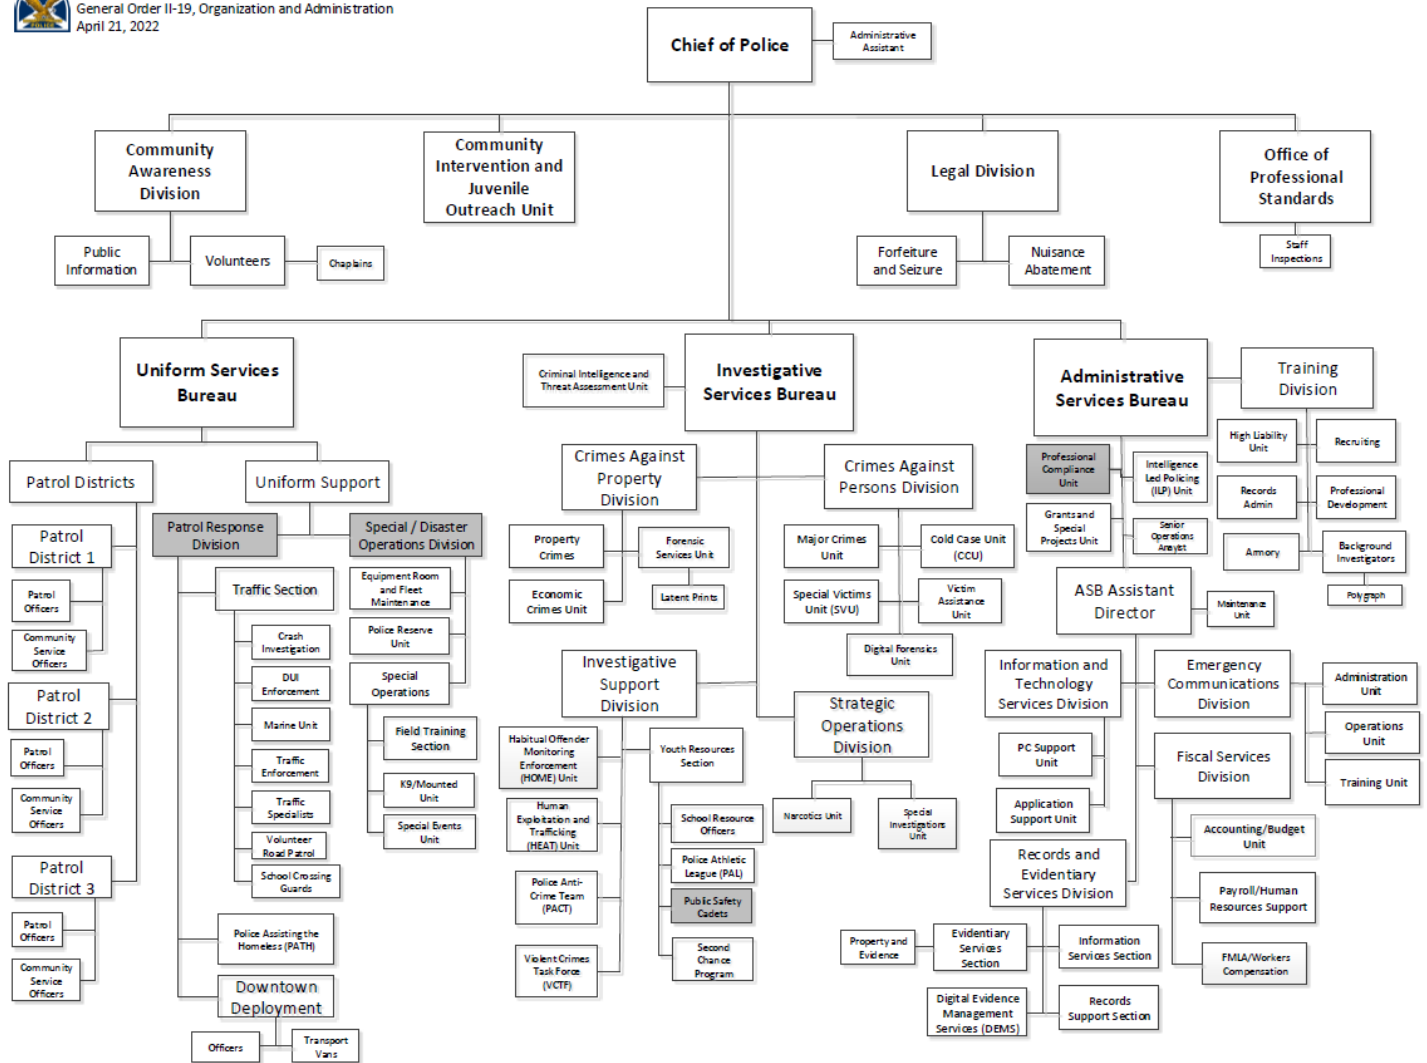 General Order II-19, Organization and Administration
April 21, 2022
POLICE
Chief of Police
Administrative
Assistant
Community
Awareness
Division
Community
Intervention and
Juvenile
Outreach Unit
Legal Division
Office of
Professional
Standards
Public
Information
Volunteers
Chaplains
Forfeiture
and Seizure
Nuisance
Abatement
Staff
Inspections
Uniform Services
Bureau
Patrol Districts
Uniform Support
Patrol
District 1
Patrol
Officers
Community
Service
Officers
Patrol
District 2
Patrol
Officers
Community
Service Officers
Patrol
District 3
Patrol
Officers
Community
Service Officers
Patrol Response
Division
Traffic Section
Crash
Investigation
DUI
Enforcement
Marine Unit
Traffic
Enforcement
Traffic
Specialists
Volunteer
Road Patrol
School Crossing
Guards
Police Assisting the
Homeless (PATH)
Downtown
Deployment
Officers
Transport
Vans
Special / Disaster
Operations Division
Equipment Room
and Fleet
Maintenance
Police Reserve
Unit
Special
Operations
Field Training
Section
K9/Mounted
Unit
Special Events
Unit
Criminal Intelligence and
Threat Assessment Unit
Investigative
Services Bureau
Crimes Against
Property
Division
Property
Crimes
Forensic
Services Unit
Economic
Crimes Unit
Latent Prints
Crimes Against
Persons Division
Major Crimes
Unit
Cold Case Unit
(CCU)
Special Victims
Unit (SVU)
Victim
Assistance
Unit
Digital Forensics
Unit
Investigative
Support
Division
Habitual Offender
Monitoring
Enforcement
(HOME) Unit
Human
Exploitation and
Trafficking
(HEAT) Unit
Police Anti-
Crime Team
(PACT)
Violent Crimes
Task Force
(VCTF)
Youth Resources
Section
School Resource
Officers
Police Athletic
League (PAL)
Public Safety
Cadets
Second
Chance
Program
Strategic
Operations
Division
Narcotics Unit
Special
Investigations
Unit
Administrative
Services Bureau
Training
Division
High Liability
Unit
Recruiting
Records
Admin
Professional
Development
Armory
Background
Investigators
Polygraph
Professional
Compliance
Unit
Intelligence
Led Policing
(ILP) Unit
Grants and
Special
Projects Unit
Senior
Operations
Anaylst
ASB Assistant
Director
Maintenance
Unit
Information and
Technology
Services Division
PC Support
Unit
Application
Support Unit
Emergency
Communications
Division
Administration
Unit
Operations
Unit
Training Unit
Fiscal Services
Division
Accounting/Budget
Unit
Payroll/Human
Resources Support
FMLA/Workers
Compensation
Records and
Evidentiary
Services Division
Property and
Evidence
Evidentiary
Services
Section
Information
Services Section
Digital Evidence
Management
Services (DEMS)
Records
Support Section